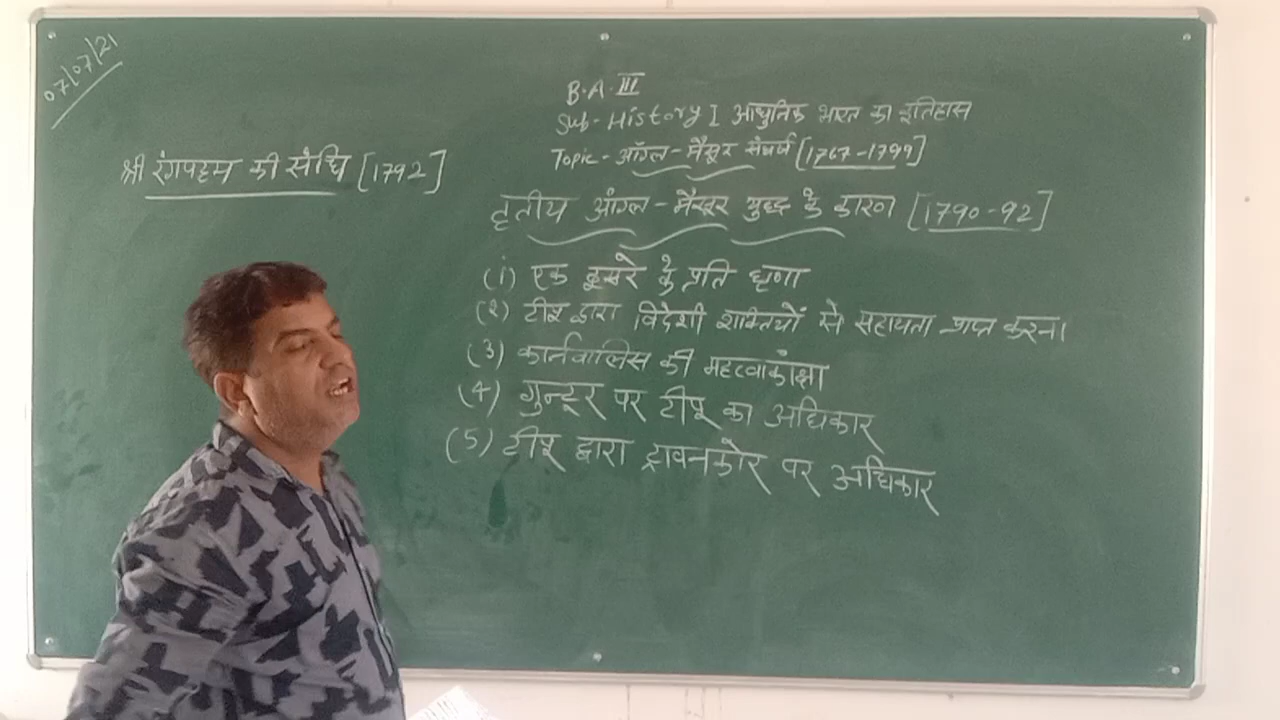 07/07/21
B.A. III
Sub- History I आधुनिक भारत का इतिहास
Topic - आंग्ल - मैसूर संघर्ष [1767-1799]
श्री रंगपट्टम की संधि [1792]
तृतीय आंग्ल - मैसूर युद्ध के कारण [1790-92]
(1) एक दूसरे के प्रति घृणा
(2) टीपू द्वारा विदेशी शक्तियों से सहायता प्राप्त करना
(3) कार्नवालिस की महत्वाकांक्षा
(4) गुन्टूर पर टीपू का अधिकार
(5) टीपू द्वारा ट्रावनकोर पर अधिकार